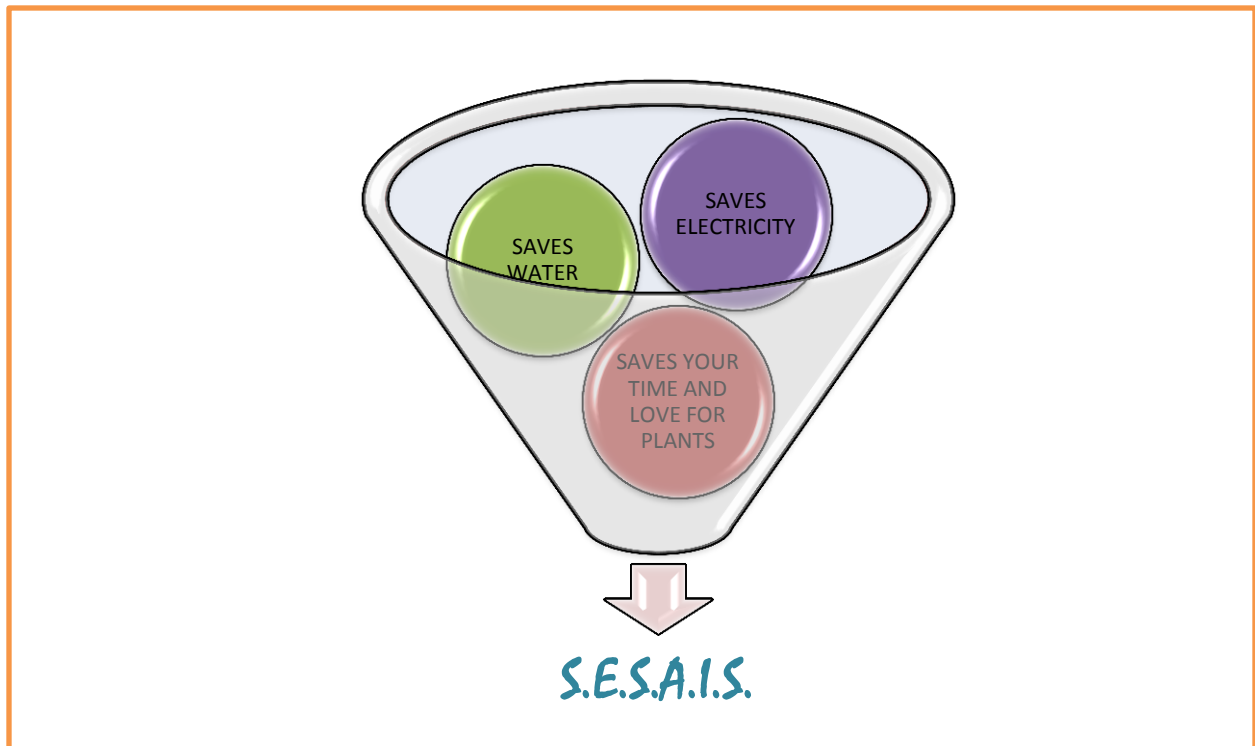 SAVES
ELECTRICITY
SAVES
WATER
SAVES YOUR
TIME AND
LOVE FOR
PLANTS
S.E.S.A.I.S.